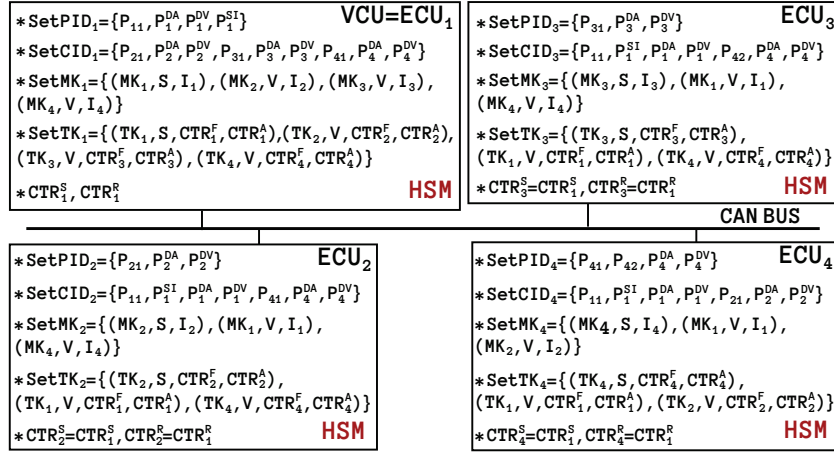 *SetPID₁={P₁₁,P₁ᴰᴬ,P₁ᴰⱽ,P₁ˢᴵ} VCU=ECU₁
*SetCID₁={P₂₁,P₂ᴰᴬ,P₂ᴰⱽ,P₃₁,P₃ᴰᴬ,P₃ᴰⱽ,P₄₁,P₄ᴰᴬ,P₄ᴰⱽ}
*SetMK₁={(MK₁,S,I₁),(MK₂,V,I₂),(MK₃,V,I₃),
(MK₄,V,I₄)}
*SetTK₁={(TK₁,S,CTR₁ꟳ,CTR₁ᴬ),(TK₂,V,CTR₂ꟳ,CTR₂ᴬ),
(TK₃,V,CTR₃ꟳ,CTR₃ᴬ),(TK₄,V,CTR₄ꟳ,CTR₄ᴬ)}
*CTR₁ˢ,CTR₁ᴿ HSM
*SetPID₃={P₃₁,P₃ᴰᴬ,P₃ᴰⱽ} ECU₃
*SetCID₃={P₁₁,P₁ˢᴵ,P₁ᴰᴬ,P₁ᴰⱽ,P₄₂,P₄ᴰᴬ,P₄ᴰⱽ}
*SetMK₃={(MK₃,S,I₃),(MK₁,V,I₁),
(MK₄,V,I₄)}
*SetTK₃={(TK₃,S,CTR₃ꟳ,CTR₃ᴬ),
(TK₁,V,CTR₁ꟳ,CTR₁ᴬ),(TK₄,V,CTR₄ꟳ,CTR₄ᴬ)}
*CTR₃ˢ=CTR₁ˢ,CTR₃ᴿ=CTR₁ᴿ HSM
CAN BUS
*SetPID₂={P₂₁,P₂ᴰᴬ,P₂ᴰⱽ} ECU₂
*SetCID₂={P₁₁,P₁ˢᴵ,P₁ᴰᴬ,P₁ᴰⱽ,P₄₁,P₄ᴰᴬ,P₄ᴰⱽ}
*SetMK₂={(MK₂,S,I₂),(MK₁,V,I₁),
(MK₄,V,I₄)}
*SetTK₂={(TK₂,S,CTR₂ꟳ,CTR₂ᴬ),
(TK₁,V,CTR₁ꟳ,CTR₁ᴬ),(TK₄,V,CTR₄ꟳ,CTR₄ᴬ)}
*CTR₂ˢ=CTR₁ˢ,CTR₂ᴿ=CTR₁ᴿ HSM
*SetPID₄={P₄₁,P₄₂,P₄ᴰᴬ,P₄ᴰⱽ} ECU₄
*SetCID₄={P₁₁,P₁ˢᴵ,P₁ᴰᴬ,P₁ᴰⱽ,P₂₁,P₂ᴰᴬ,P₂ᴰⱽ}
*SetMK₄={(MK4,S,I₄),(MK₁,V,I₁),
(MK₂,V,I₂)}
*SetTK₄={(TK₄,S,CTR₄ꟳ,CTR₄ᴬ),
(TK₁,V,CTR₁ꟳ,CTR₁ᴬ),(TK₂,V,CTR₂ꟳ,CTR₂ᴬ)}
*CTR₄ˢ=CTR₁ˢ,CTR₄ᴿ=CTR₁ᴿ HSM